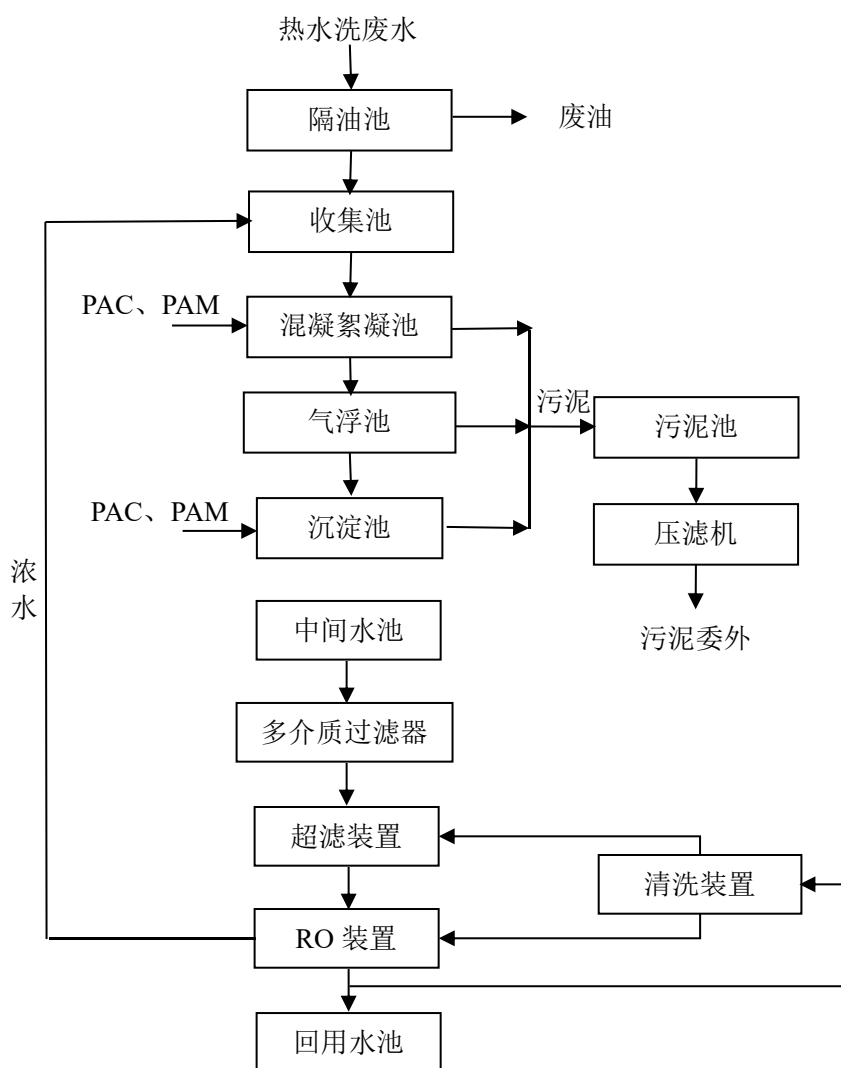 热水洗废水
隔油池
废油
收集池
PAC、PAM
混凝絮凝池
气浮池
污泥
污泥池
PAC、PAM
沉淀池
压滤机
浓
水
中间水池
污泥委外
多介质过滤器
超滤装置
清洗装置
RO 装置
回用水池